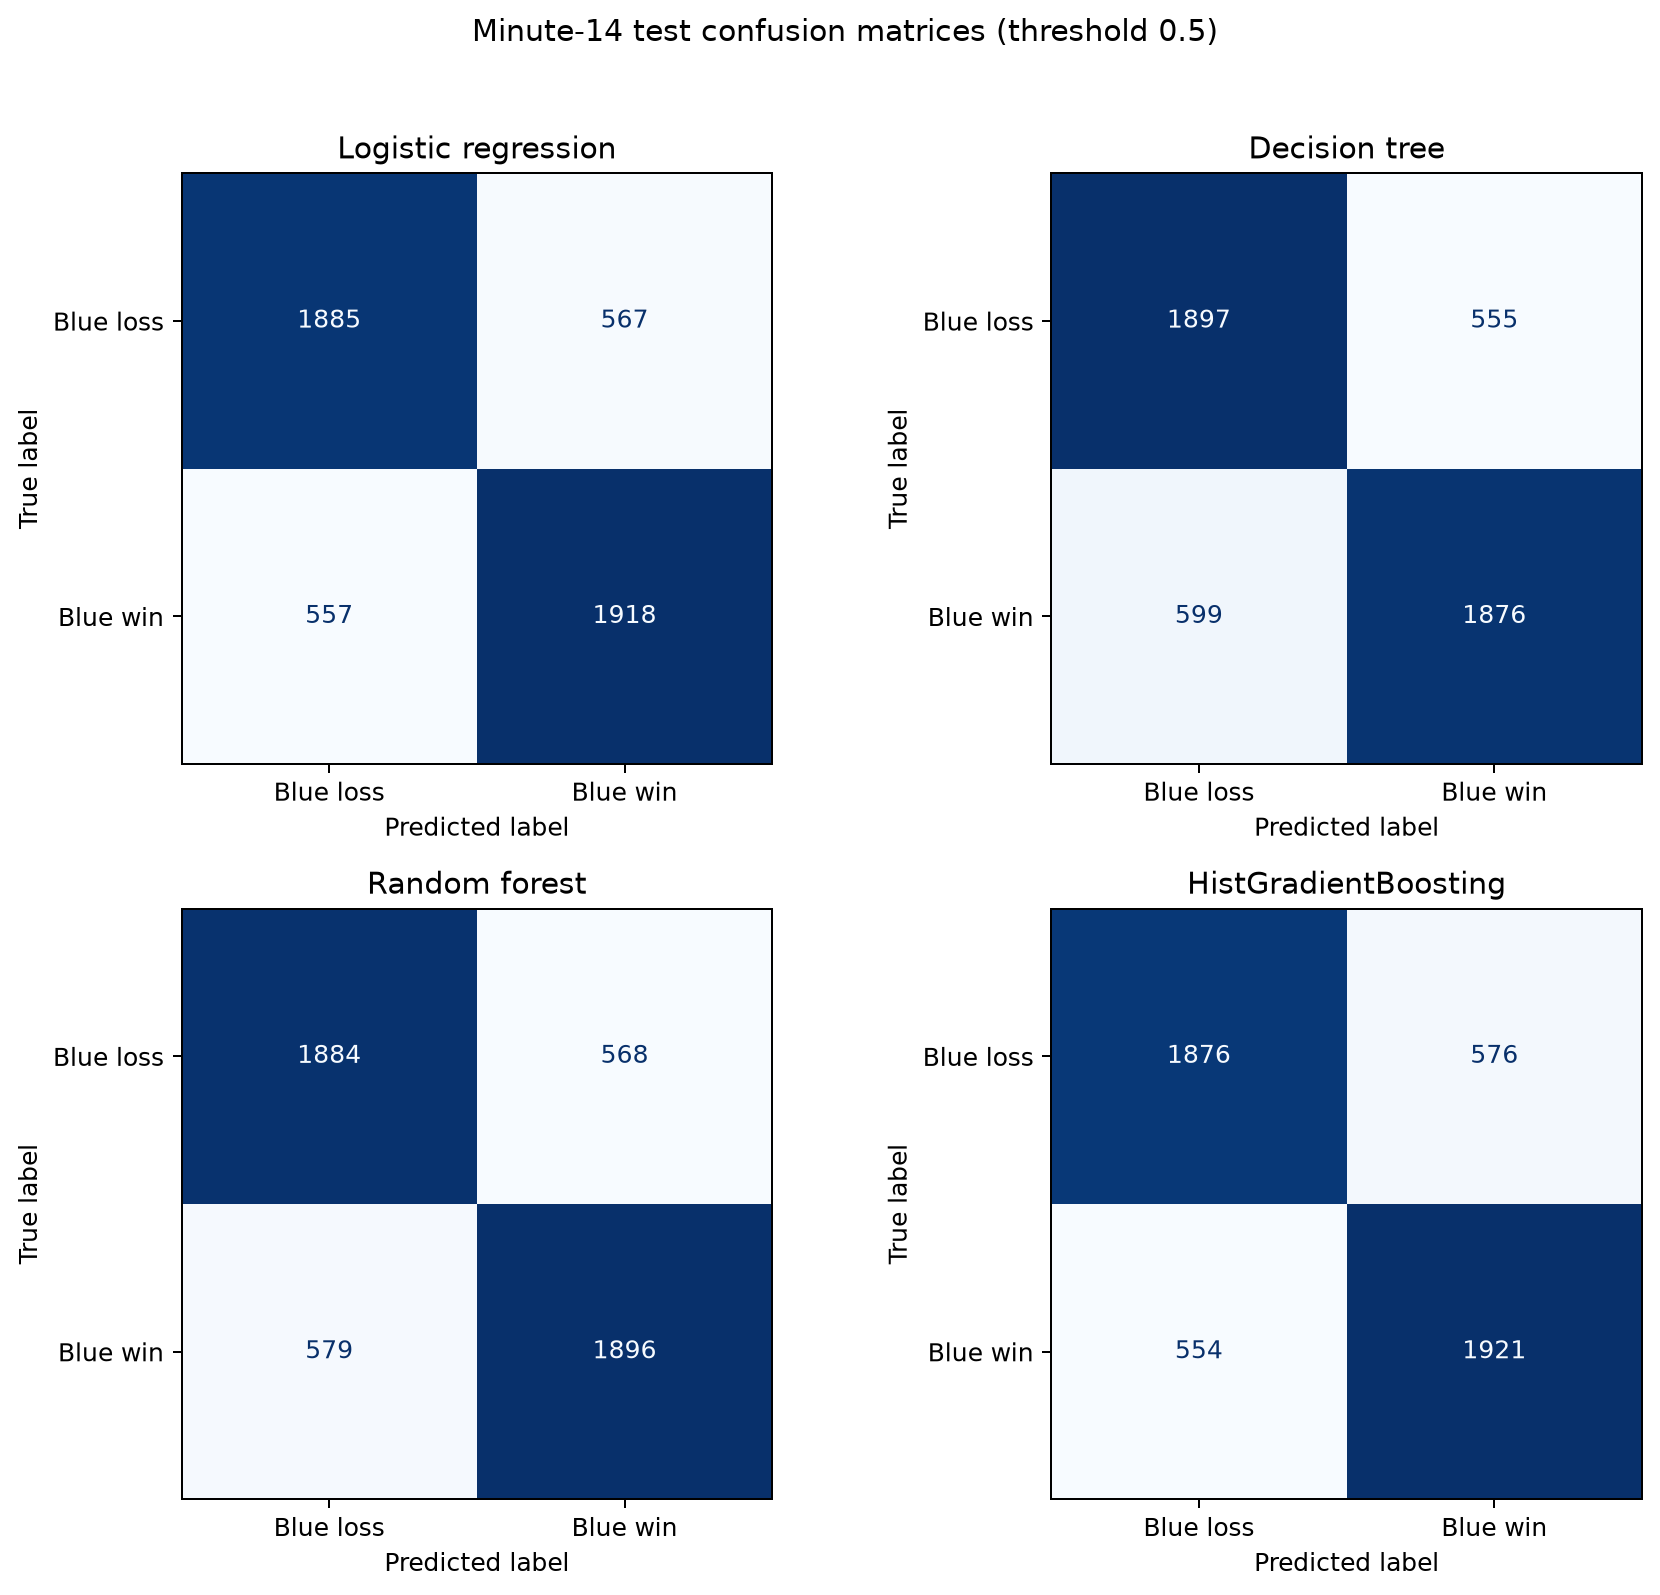 Minute-14 test confusion matrices (threshold 0.5)
Logistic regression
True label
Blue loss
1885
567
Blue win
557
1918
Blue loss
Blue win
Predicted label
Decision tree
True label
Blue loss
1897
555
Blue win
599
1876
Blue loss
Blue win
Predicted label
Random forest
True label
Blue loss
1884
568
Blue win
579
1896
Blue loss
Blue win
Predicted label
HistGradientBoosting
True label
Blue loss
1876
576
Blue win
554
1921
Blue loss
Blue win
Predicted label